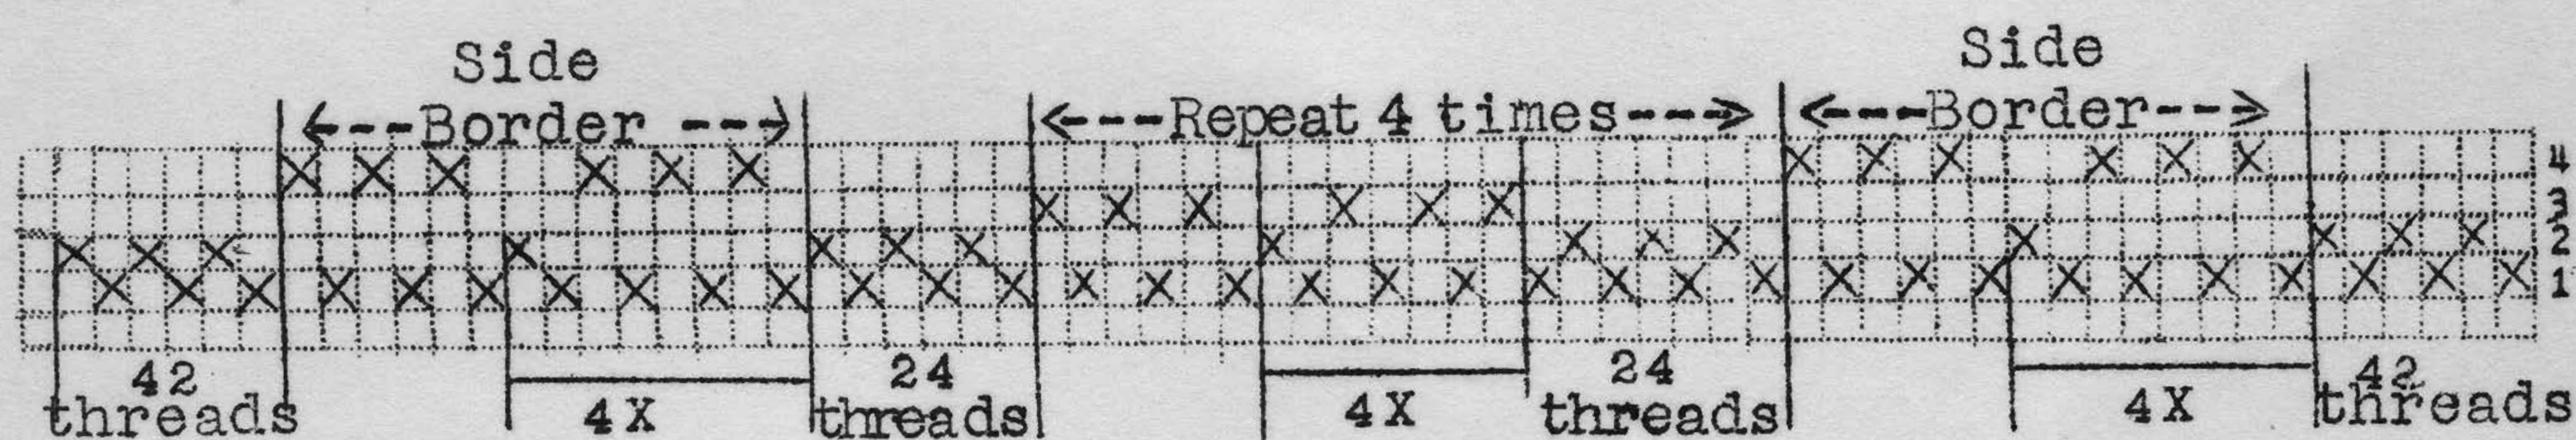 Side
<---Border --->
<---Repeat 4 times--->
Side
<---Border-->
4
3
2
1
42
threads
4X
24
threads
4X
24
threads
4X
42
threads